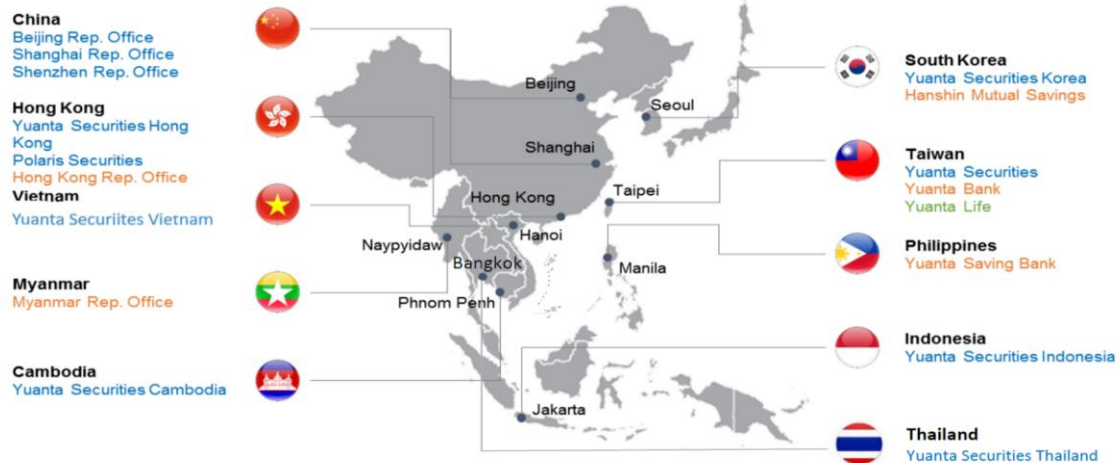 China
Beijing Rep. Office
Shanghai Rep. Office
Shenzhen Rep. Office
Hong Kong
Yuanta Securities Hong
Kong
Polaris Securities
Hong Kong Rep. Office
Vietnam
Yuanta Securiites Vietnam
Myanmar
Myanmar Rep. Office
Cambodia
Yuanta Securities Cambodia
Beijing
Seoul
Shanghai
Hong Kong
Taipei
Hanoi
Naypyidaw
Bangkok
Manila
Phnom Penh
Jakarta
South Korea
Yuanta Securities Korea
Hanshin Mutual Savings
Taiwan
Yuanta Securities
Yuanta Bank
Yuanta Life
Philippines
Yuanta Saving Bank
Indonesia
Yuanta Securities Indonesia
Thailand
Yuanta Securities Thailand